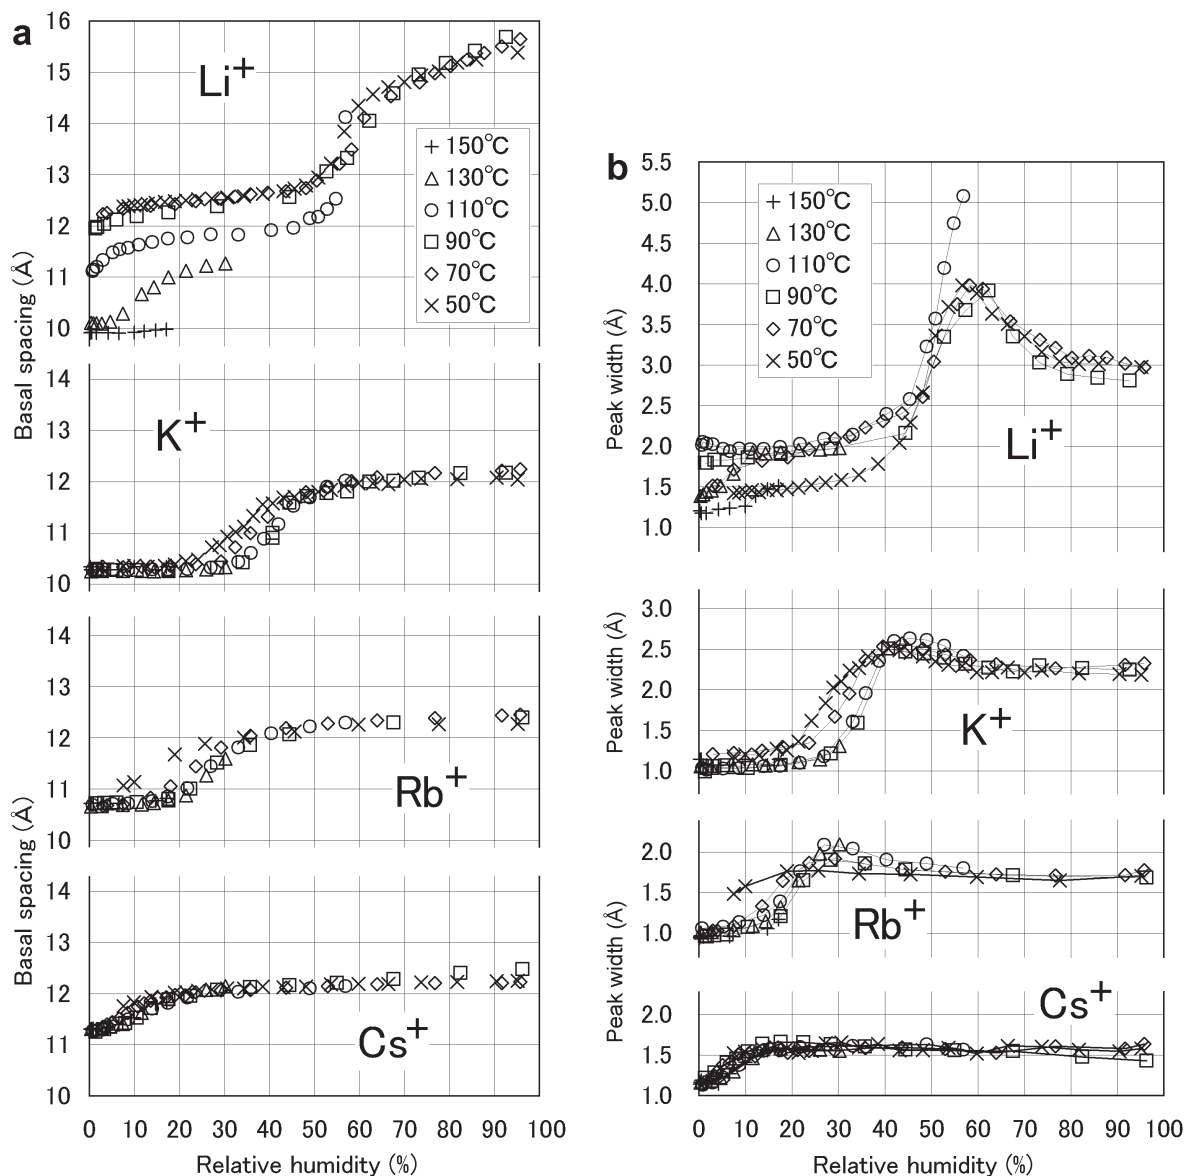 a
16
15
14
13
12
11
10
Basal spacing (Å)
Li+
150℃
130℃
110℃
90℃
70℃
50℃
14
13
12
11
10
K+
14
13
12
11
10
Rb+
Basal spacing (Å)
14
13
12
11
10
Cs+
0 10 20 30 40 50 60 70 80 90 100
Relative humidity (%)
b
5.5
5.0
4.5
4.0
3.5
3.0
2.5
2.0
1.5
1.0
Peak width (Å)
150℃
130℃
110℃
90℃
70℃
50℃
Li+
3.0
2.5
2.0
1.5
1.0
Peak width (Å)
K+
2.0
1.5
1.0
Peak width (Å)
Rb+
2.0
1.5
1.0
Cs+
0 10 20 30 40 50 60 70 80 90 100
Relative humidity (%)